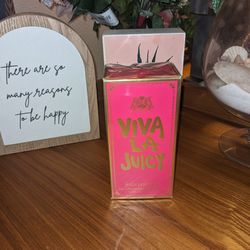 there are so
many reasons
to be happy
VIVA
LA
JUICY